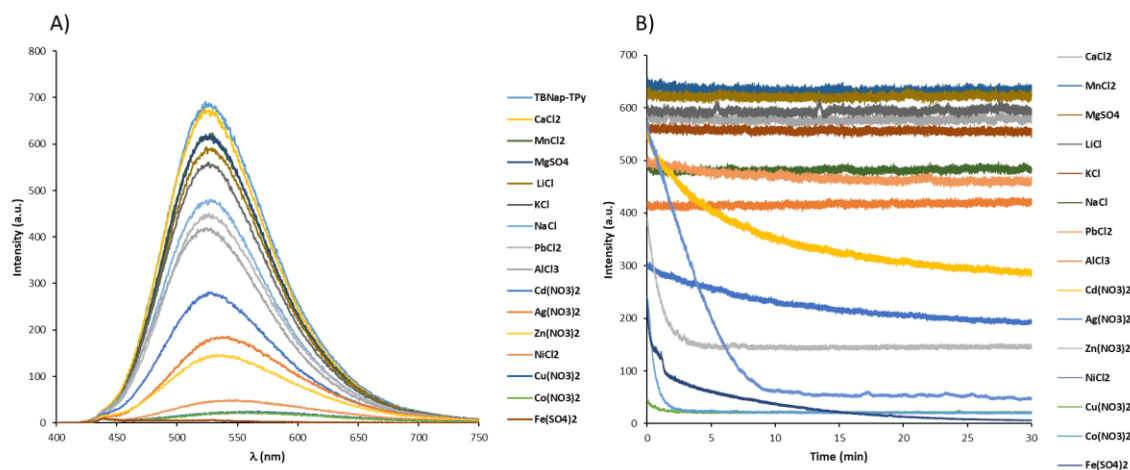 A)
800
700
600
500
400
300
200
100
0
400
450
500
550
600
650
700
750
Intensity (a.u.)
λ (nm)
TBNap-TPy
CaCl2
MnCl2
MgSO4
LiCl
KCl
NaCl
PbCl2
AlCl3
Cd(NO3)2
Ag(NO3)2
Zn(NO3)2
NiCl2
Cu(NO3)2
Co(NO3)2
Fe(SO4)2
B)
700
600
500
400
300
200
100
0
0
5
10
15
20
25
30
Intensity (a.u.)
Time (min)
CaCl2
MnCl2
MgSO4
LiCl
KCl
NaCl
PbCl2
AlCl3
Cd(NO3)2
Ag(NO3)2
Zn(NO3)2
NiCl2
Cu(NO3)2
Co(NO3)2
Fe(SO4)2